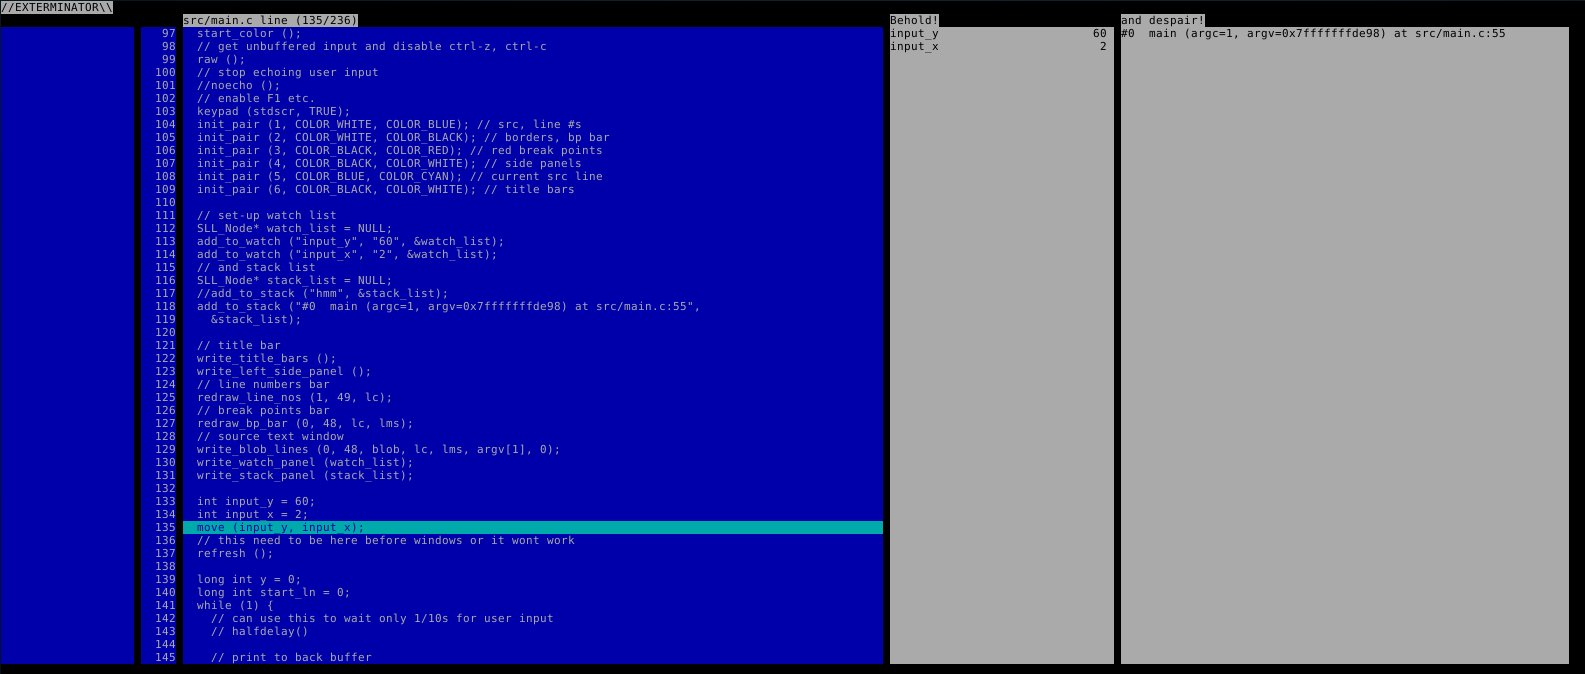 //EXTERMINATOR\\
src/main.c line (135/236)
Behold!
and despair!
97 start_color ();
98 // get unbuffered input and disable ctrl-z, ctrl-c
99 raw ();
100 // stop echoing user input
101 //noecho ();
102 // enable F1 etc.
103 keypad (stdscr, TRUE);
104 init_pair (1, COLOR_WHITE, COLOR_BLUE); // src, line #s
105 init_pair (2, COLOR_WHITE, COLOR_BLACK); // borders, bp bar
106 init_pair (3, COLOR_BLACK, COLOR_RED); // red break points
107 init_pair (4, COLOR_BLACK, COLOR_WHITE); // side panels
108 init_pair (5, COLOR_BLUE, COLOR_CYAN); // current src line
109 init_pair (6, COLOR_BLACK, COLOR_WHITE); // title bars
110
111 // set-up watch list
112 SLL_Node* watch_list = NULL;
113 add_to_watch ("input_y", "60", &watch_list);
114 add_to_watch ("input_x", "2", &watch_list);
115 // and stack list
116 SLL_Node* stack_list = NULL;
117 //add_to_stack ("hmm", &stack_list);
118 add_to_stack ("#0  main (argc=1, argv=0x7fffffffde98) at src/main.c:55",
119 &stack_list);
120
121 // title bar
122 write_title_bars ();
123 write_left_side_panel ();
124 // line numbers bar
125 redraw_line_nos (1, 49, lc);
126 // break points bar
127 redraw_bp_bar (0, 48, lc, lms);
128 // source text window
129 write_blob_lines (0, 48, blob, lc, lms, argv[1], 0);
130 write_watch_panel (watch_list);
131 write_stack_panel (stack_list);
132
133 int input_y = 60;
134 int input_x = 2;
135 move (input_y, input_x);
136 // this need to be here before windows or it wont work
137 refresh ();
138
139 long int y = 0;
140 long int start_ln = 0;
141 while (1) {
142 // can use this to wait only 1/10s for user input
143 // halfdelay()
144
145 // print to back buffer
input_y 60
input_x 2
#0  main (argc=1, argv=0x7fffffffde98) at src/main.c:55